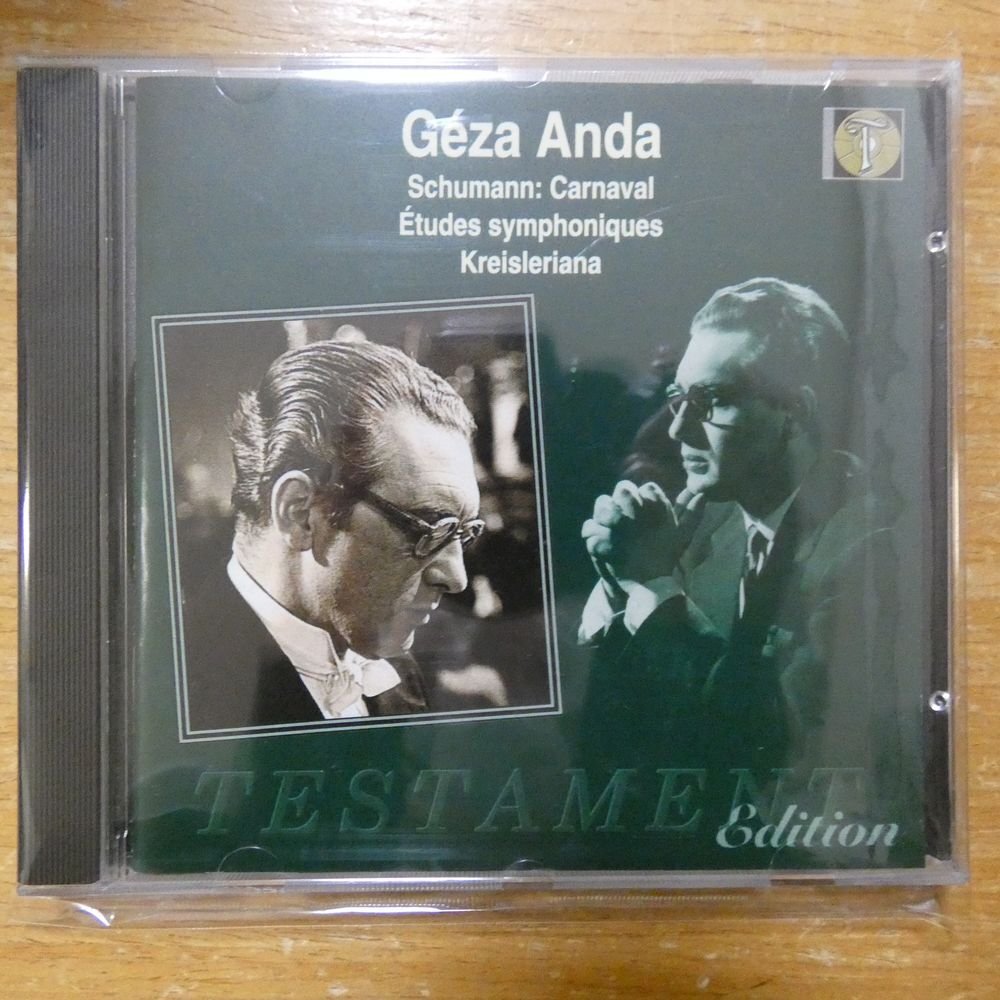 Géza Anda
Schumann: Carnaval
Études symphoniques
Kreisleriana
TESTAMENT
Edition